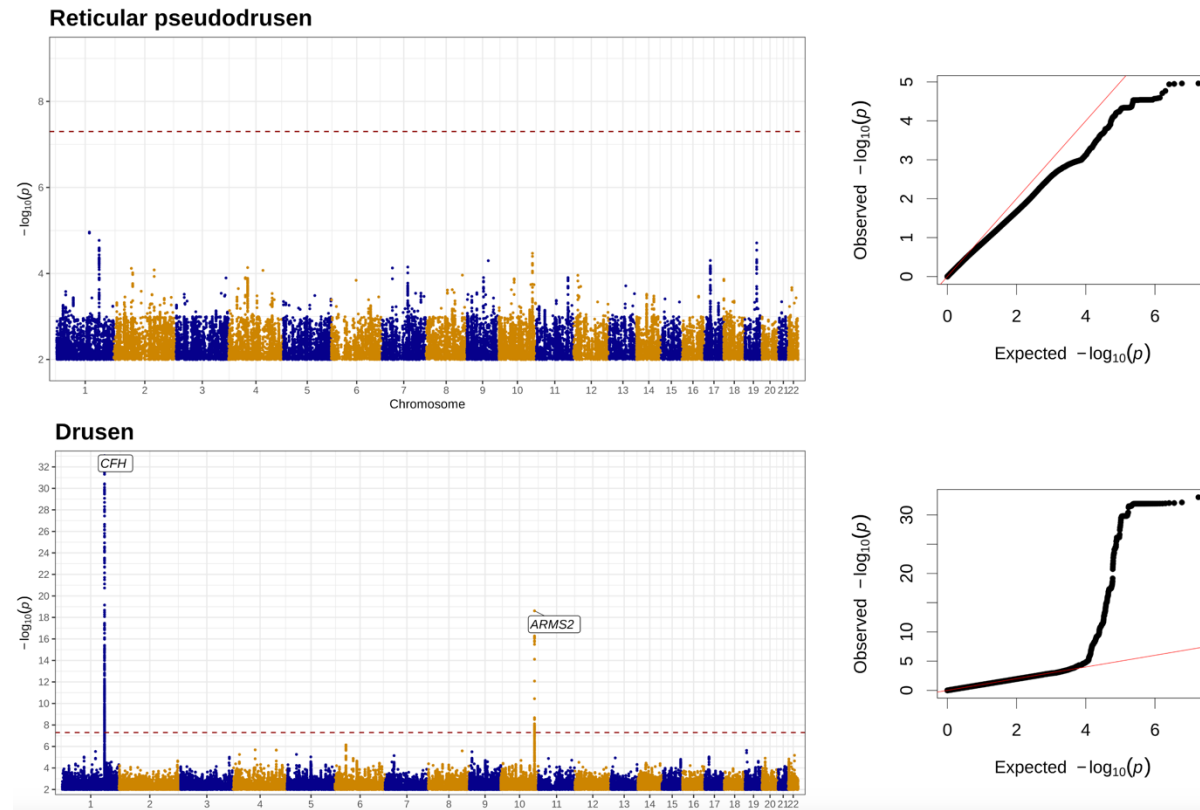 Reticular pseudodrusen
8
6
4
2
−log10(p)
1 2 3 4 5 6 7 8 9 10 11 12 13 14 15 16 17 18 19 20 21 22
Chromosome
5
4
3
2
1
0
Observed −log10(p)
0 2 4 6
Expected −log10(p)
Drusen
CFH
ARMS2
32
30
28
26
24
22
20
18
16
14
12
10
8
6
4
2
−log10(p)
1 2 3 4 5 6 7 8 9 10 11 12 13 14 15 16 17 18 19 20 21 22
30
20
10
5
0
Observed −log10(p)
0 2 4 6
Expected −log10(p)